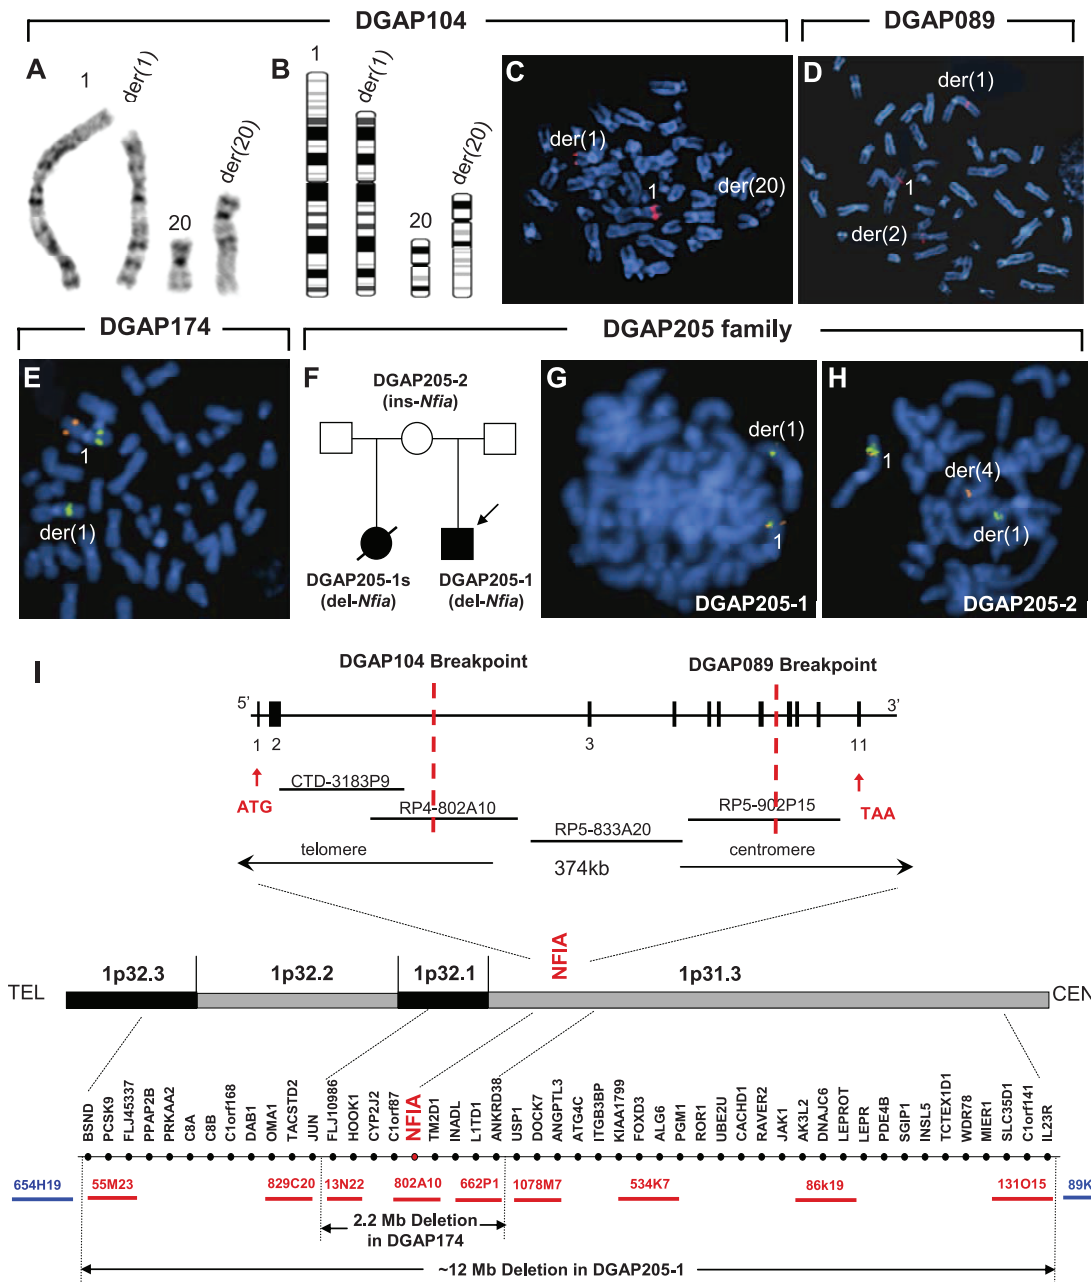 DGAP104
DGAP089
A
1
der(1)
20
der(20)
B
1
der(1)
20
der(20)
C
der(1)
1
der(20)
D
der(1)
1
der(2)
DGAP174
DGAP205 family
E
1
der(1)
F
DGAP205-2
(ins-Nfia)
DGAP205-1s
(del-Nfia)
DGAP205-1
(del-Nfia)
G
der(1)
1
DGAP205-1
H
1
der(4)
der(1)
DGAP205-2
I
DGAP104 Breakpoint
DGAP089 Breakpoint
5'
3'
1
2
3
11
ATG
CTD-3183P9
RP4-802A10
RP5-833A20
RP5-902P15
TAA
telomere
374kb
centromere
NFIA
1p32.3
1p32.2
1p32.1
1p31.3
TEL
CEN
BSND
PCSK9
FLJ45337
PPAP2B
PRKAA2
C8A
C8B
C1orf168
DAB1
OMA1
TACSTD2
JUN
FLJ10986
HOOK1
CYP2J2
C1orf87
NFIA
TM2D1
INADL
L1TD1
ANKRD38
USP1
DOCK7
ANGPTL3
ATG4C
ITGB3BP
KIAA1799
FOXD3
ALG6
PGM1
ROR1
UBE2U
CACHD1
RAVER2
JAK1
AK3L2
DNAJC6
LEPROT
LEPR
PDE4B
SGIP1
INSL5
TCTEX1D1
WDR78
MIER1
SLC35D1
C1orf141
IL23R
654H19
55M23
829C20
13N22
802A10
662P1
1078M7
534K7
86k19
131O15
89K
2.2 Mb Deletion
in DGAP174
~12 Mb Deletion in DGAP205-1